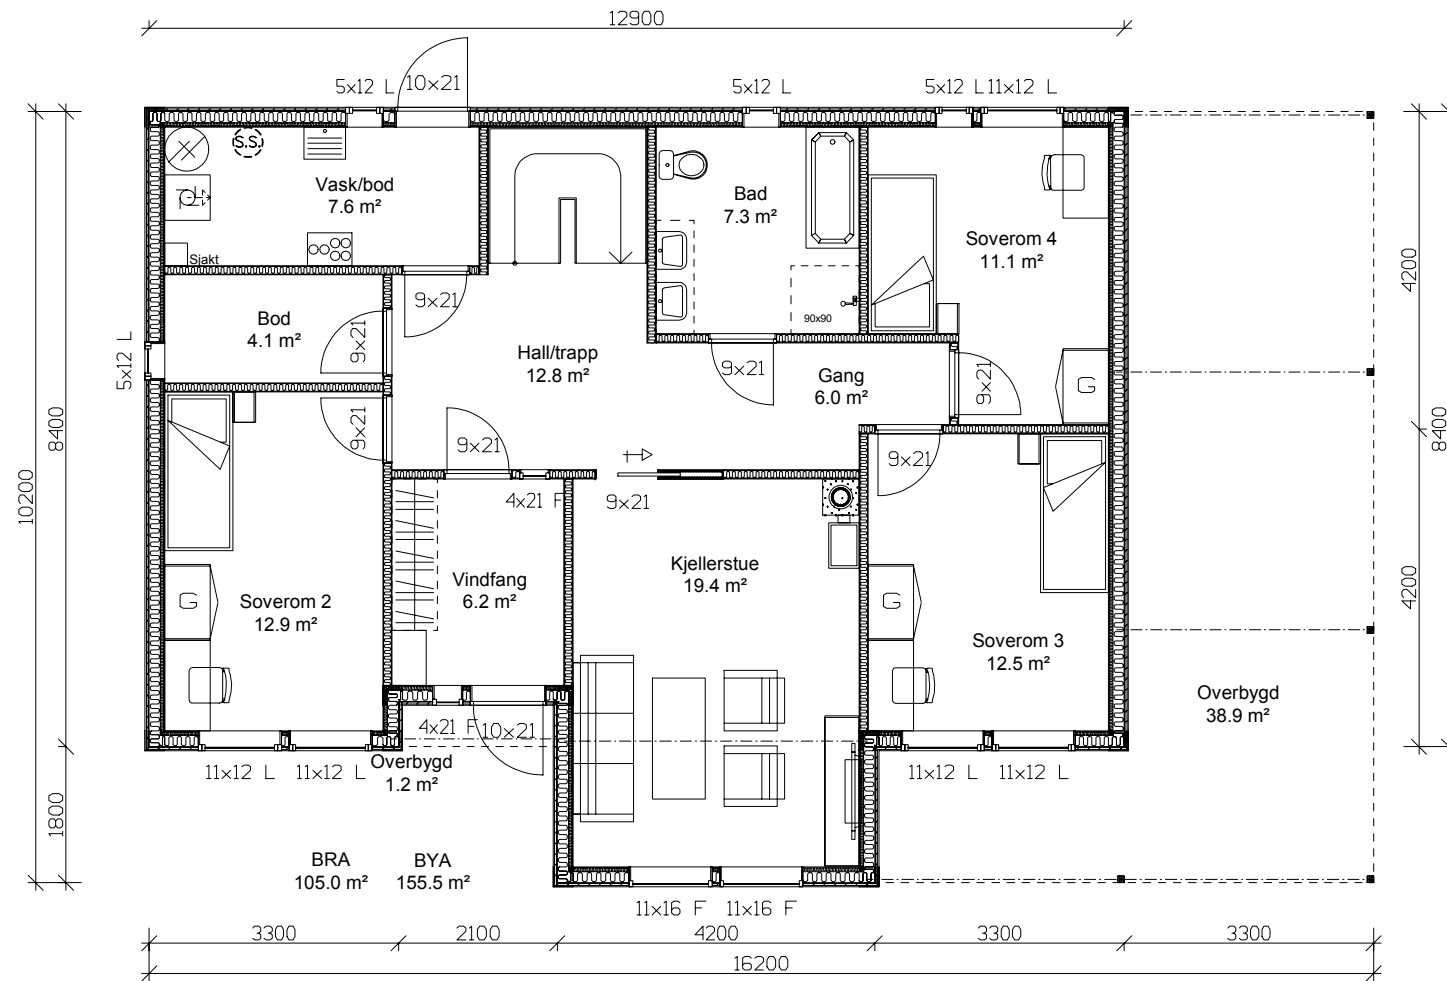 12900
5x12 L
10x21
5x12 L
5x12 L
11x12 L
S.S.
Vask/bod
7.6 m²
Sjakt
Bad
7.3 m²
90x90
Soverom 4
11.1 m²
4200
9x21
Bod
4.1 m²
9x21
5x12 L
Hall/trapp
12.8 m²
9x21
Gang
6.0 m²
9x21
G
8400
10200
9x21
9x21
4x21 F
9x21
9x21
8400
4200
Kjellerstue
19.4 m²
Vindfang
6.2 m²
G
Soverom 2
12.9 m²
G
Soverom 3
12.5 m²
Overbygd
38.9 m²
4x21 F
10x21
Overbygd
1.2 m²
11x12 L
11x12 L
11x12 L
11x12 L
1800
BRA
105.0 m²
BYA
155.5 m²
11x16 F
11x16 F
3300
2100
4200
3300
3300
16200